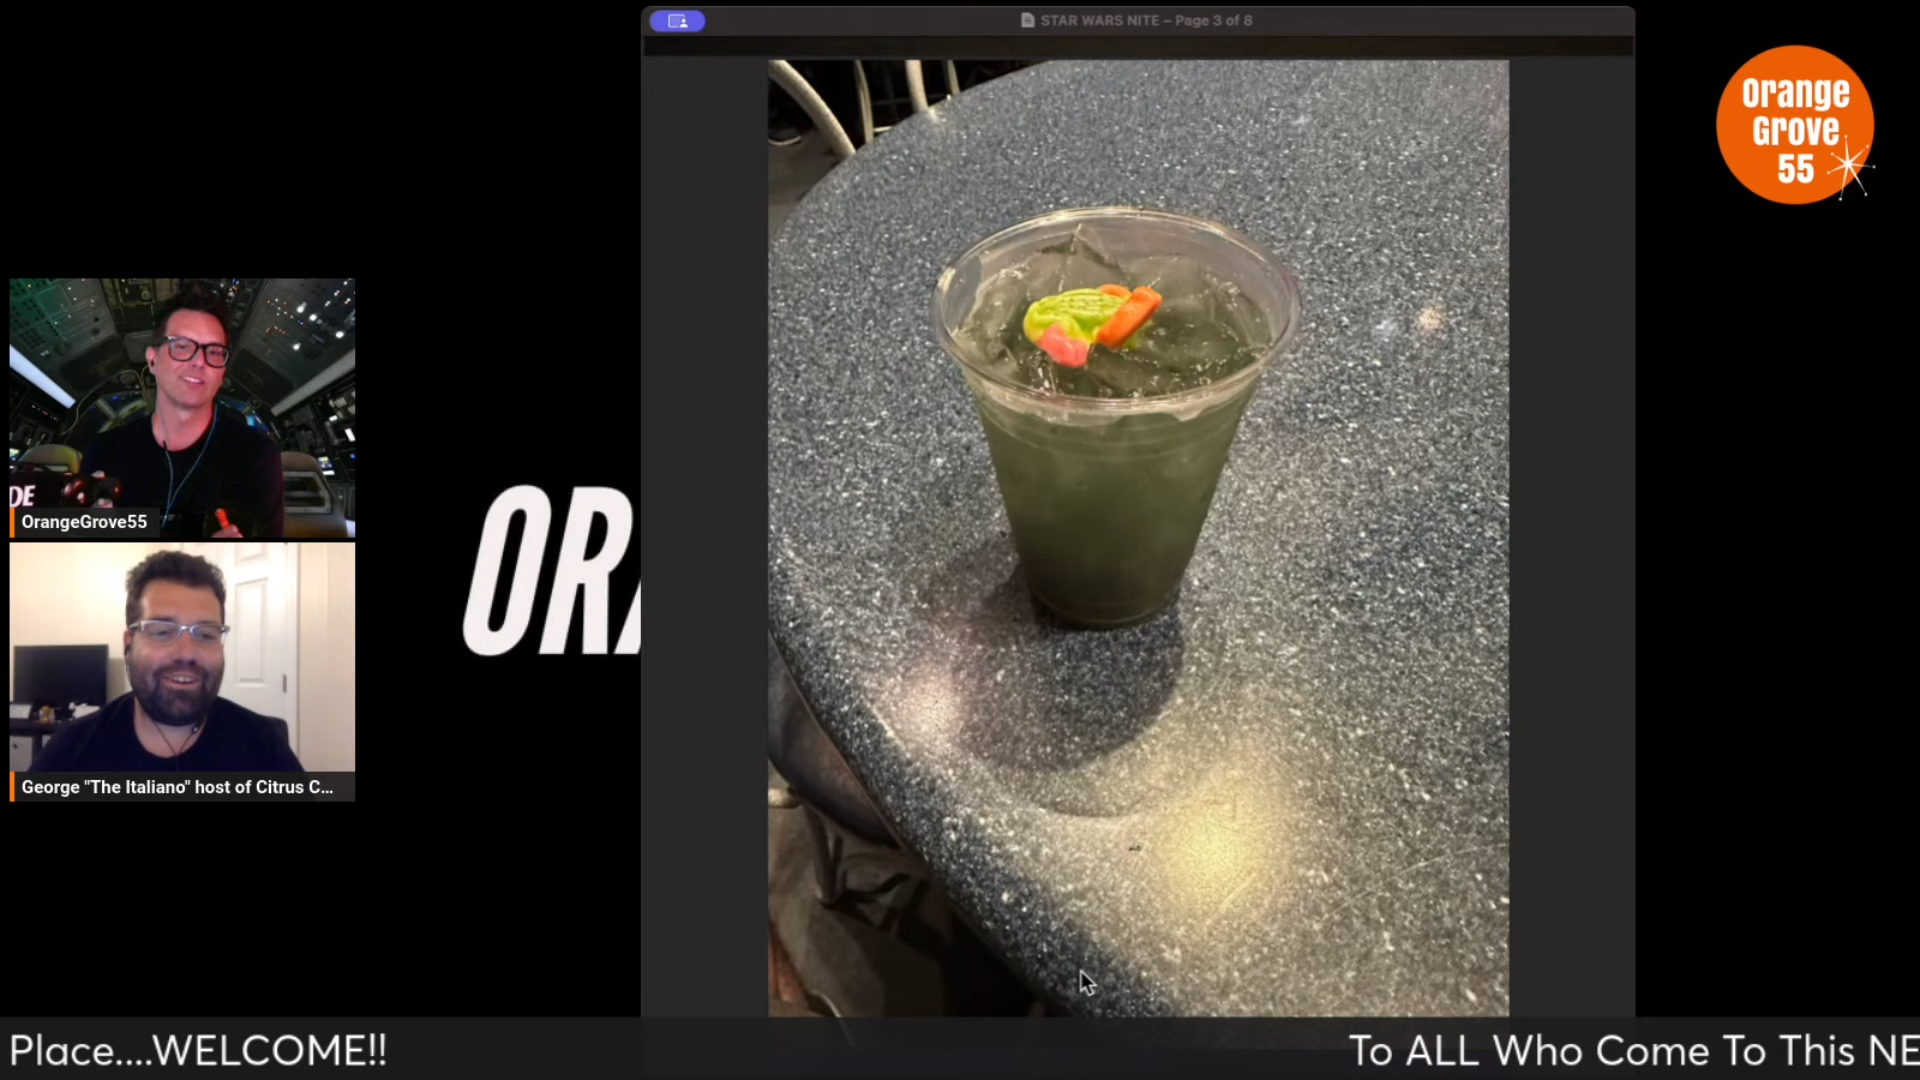 STAR WARS NITE – Page 3 of 8
Orange
Grove
55
DE
OrangeGrove55
ORA
George "The Italiano" host of Citrus C...
Place....WELCOME!!
To ALL Who Come To This NE